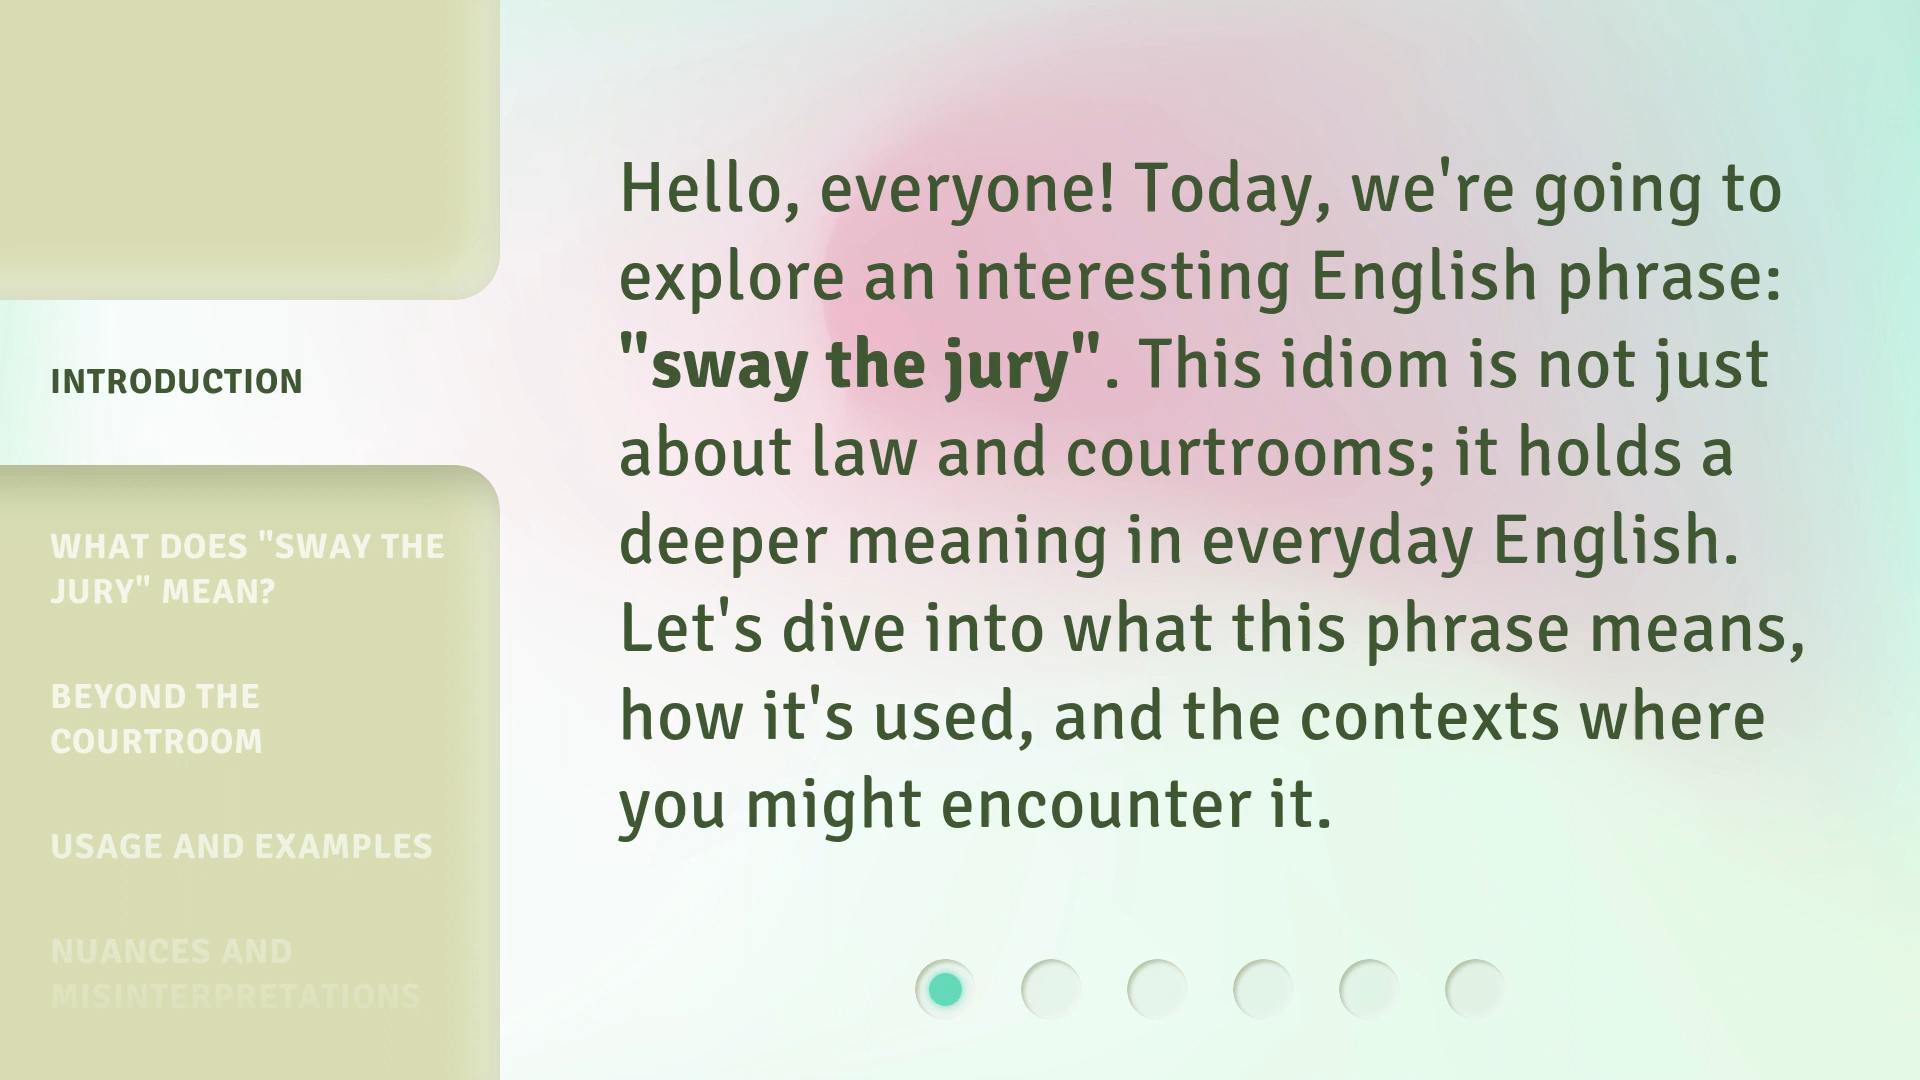 INTRODUCTION
WHAT DOES "SWAY THE
JURY" MEAN?
BEYOND THE
COURTROOM
USAGE AND EXAMPLES
NUANCES AND
MISINTERPRETATIONS
Hello, everyone! Today, we're going to
explore an interesting English phrase:
"sway the jury". This idiom is not just
about law and courtrooms; it holds a
deeper meaning in everyday English.
Let's dive into what this phrase means,
how it's used, and the contexts where
you might encounter it.